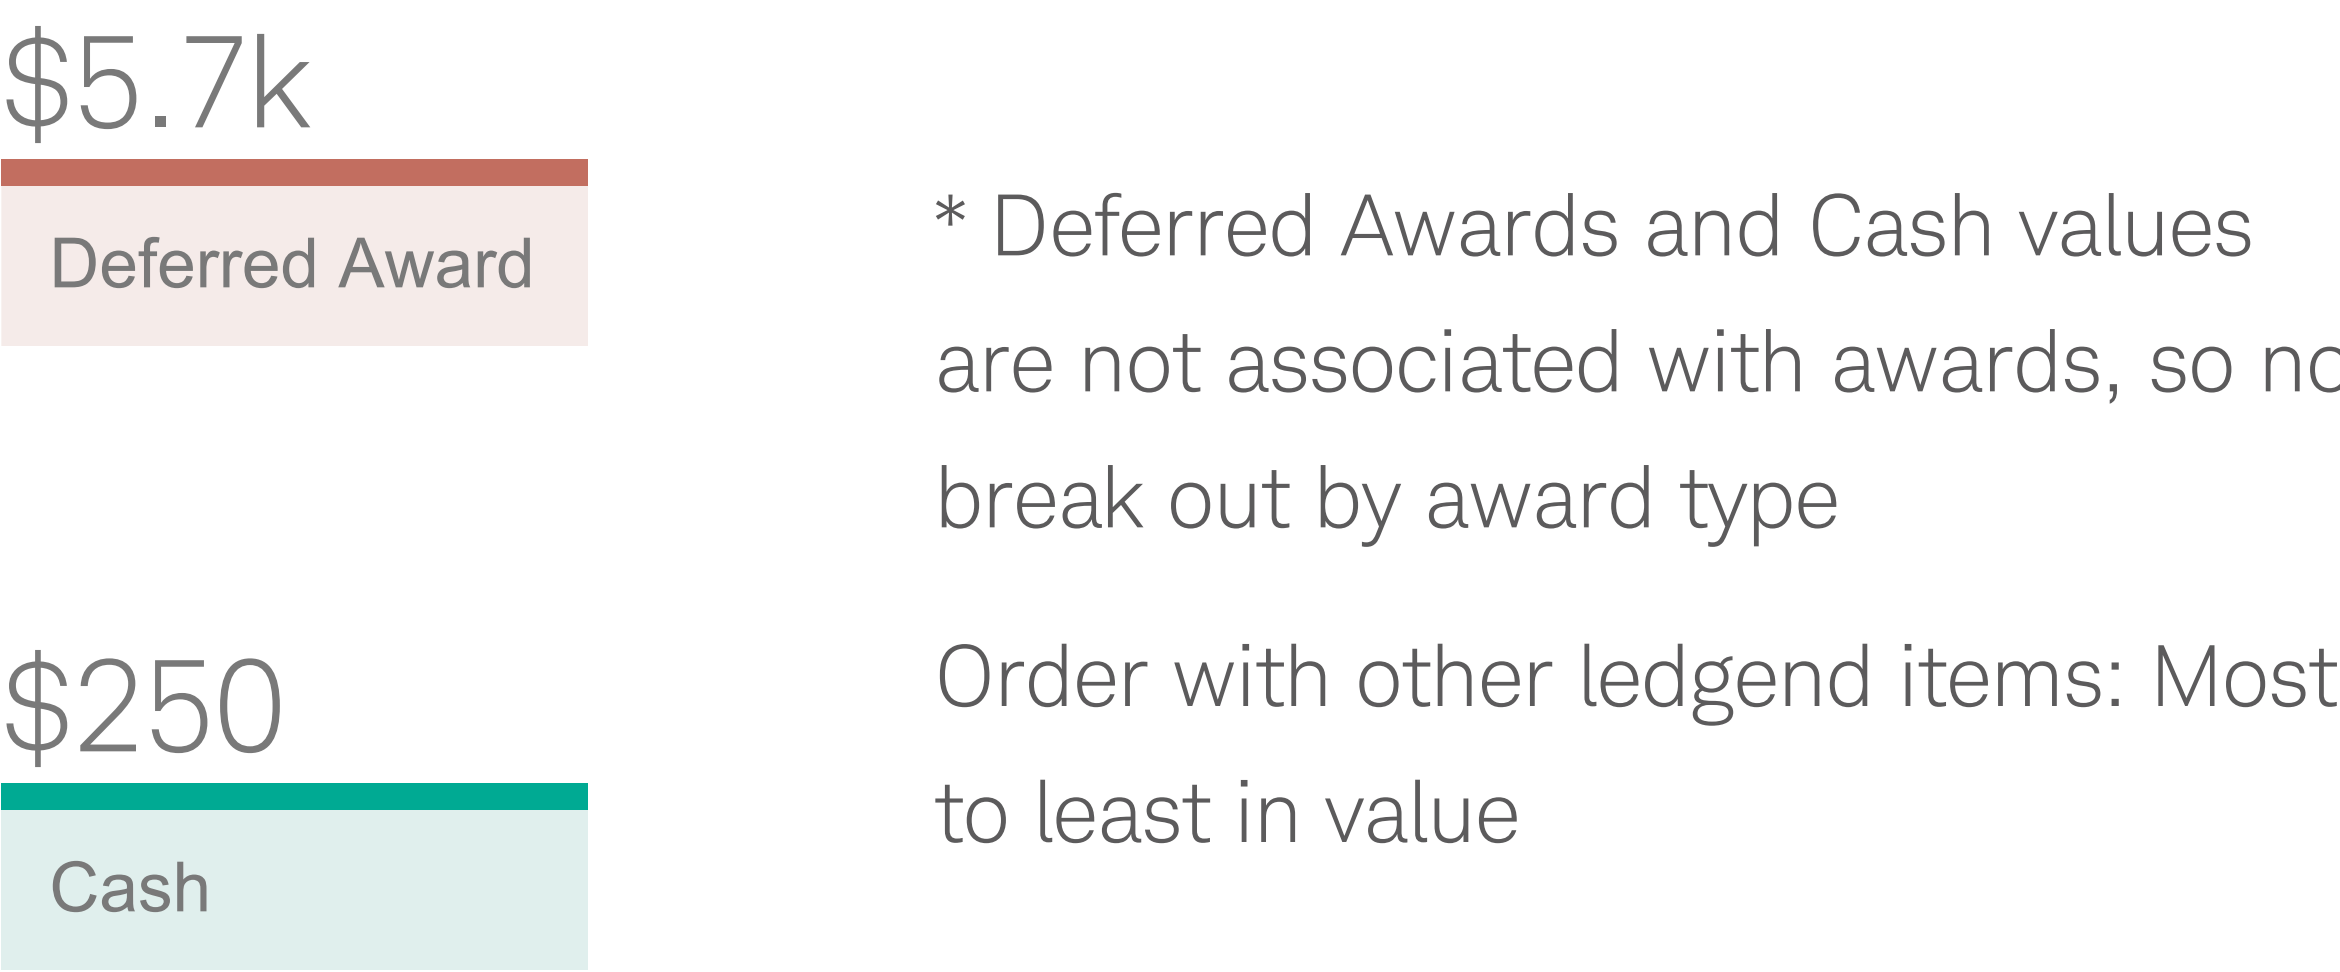 $5.7k
Deferred Award
* Deferred Awards and Cash values
are not associated with awards, so no
break out by award type
$250
Cash
Order with other ledgend items: Most
to least in value